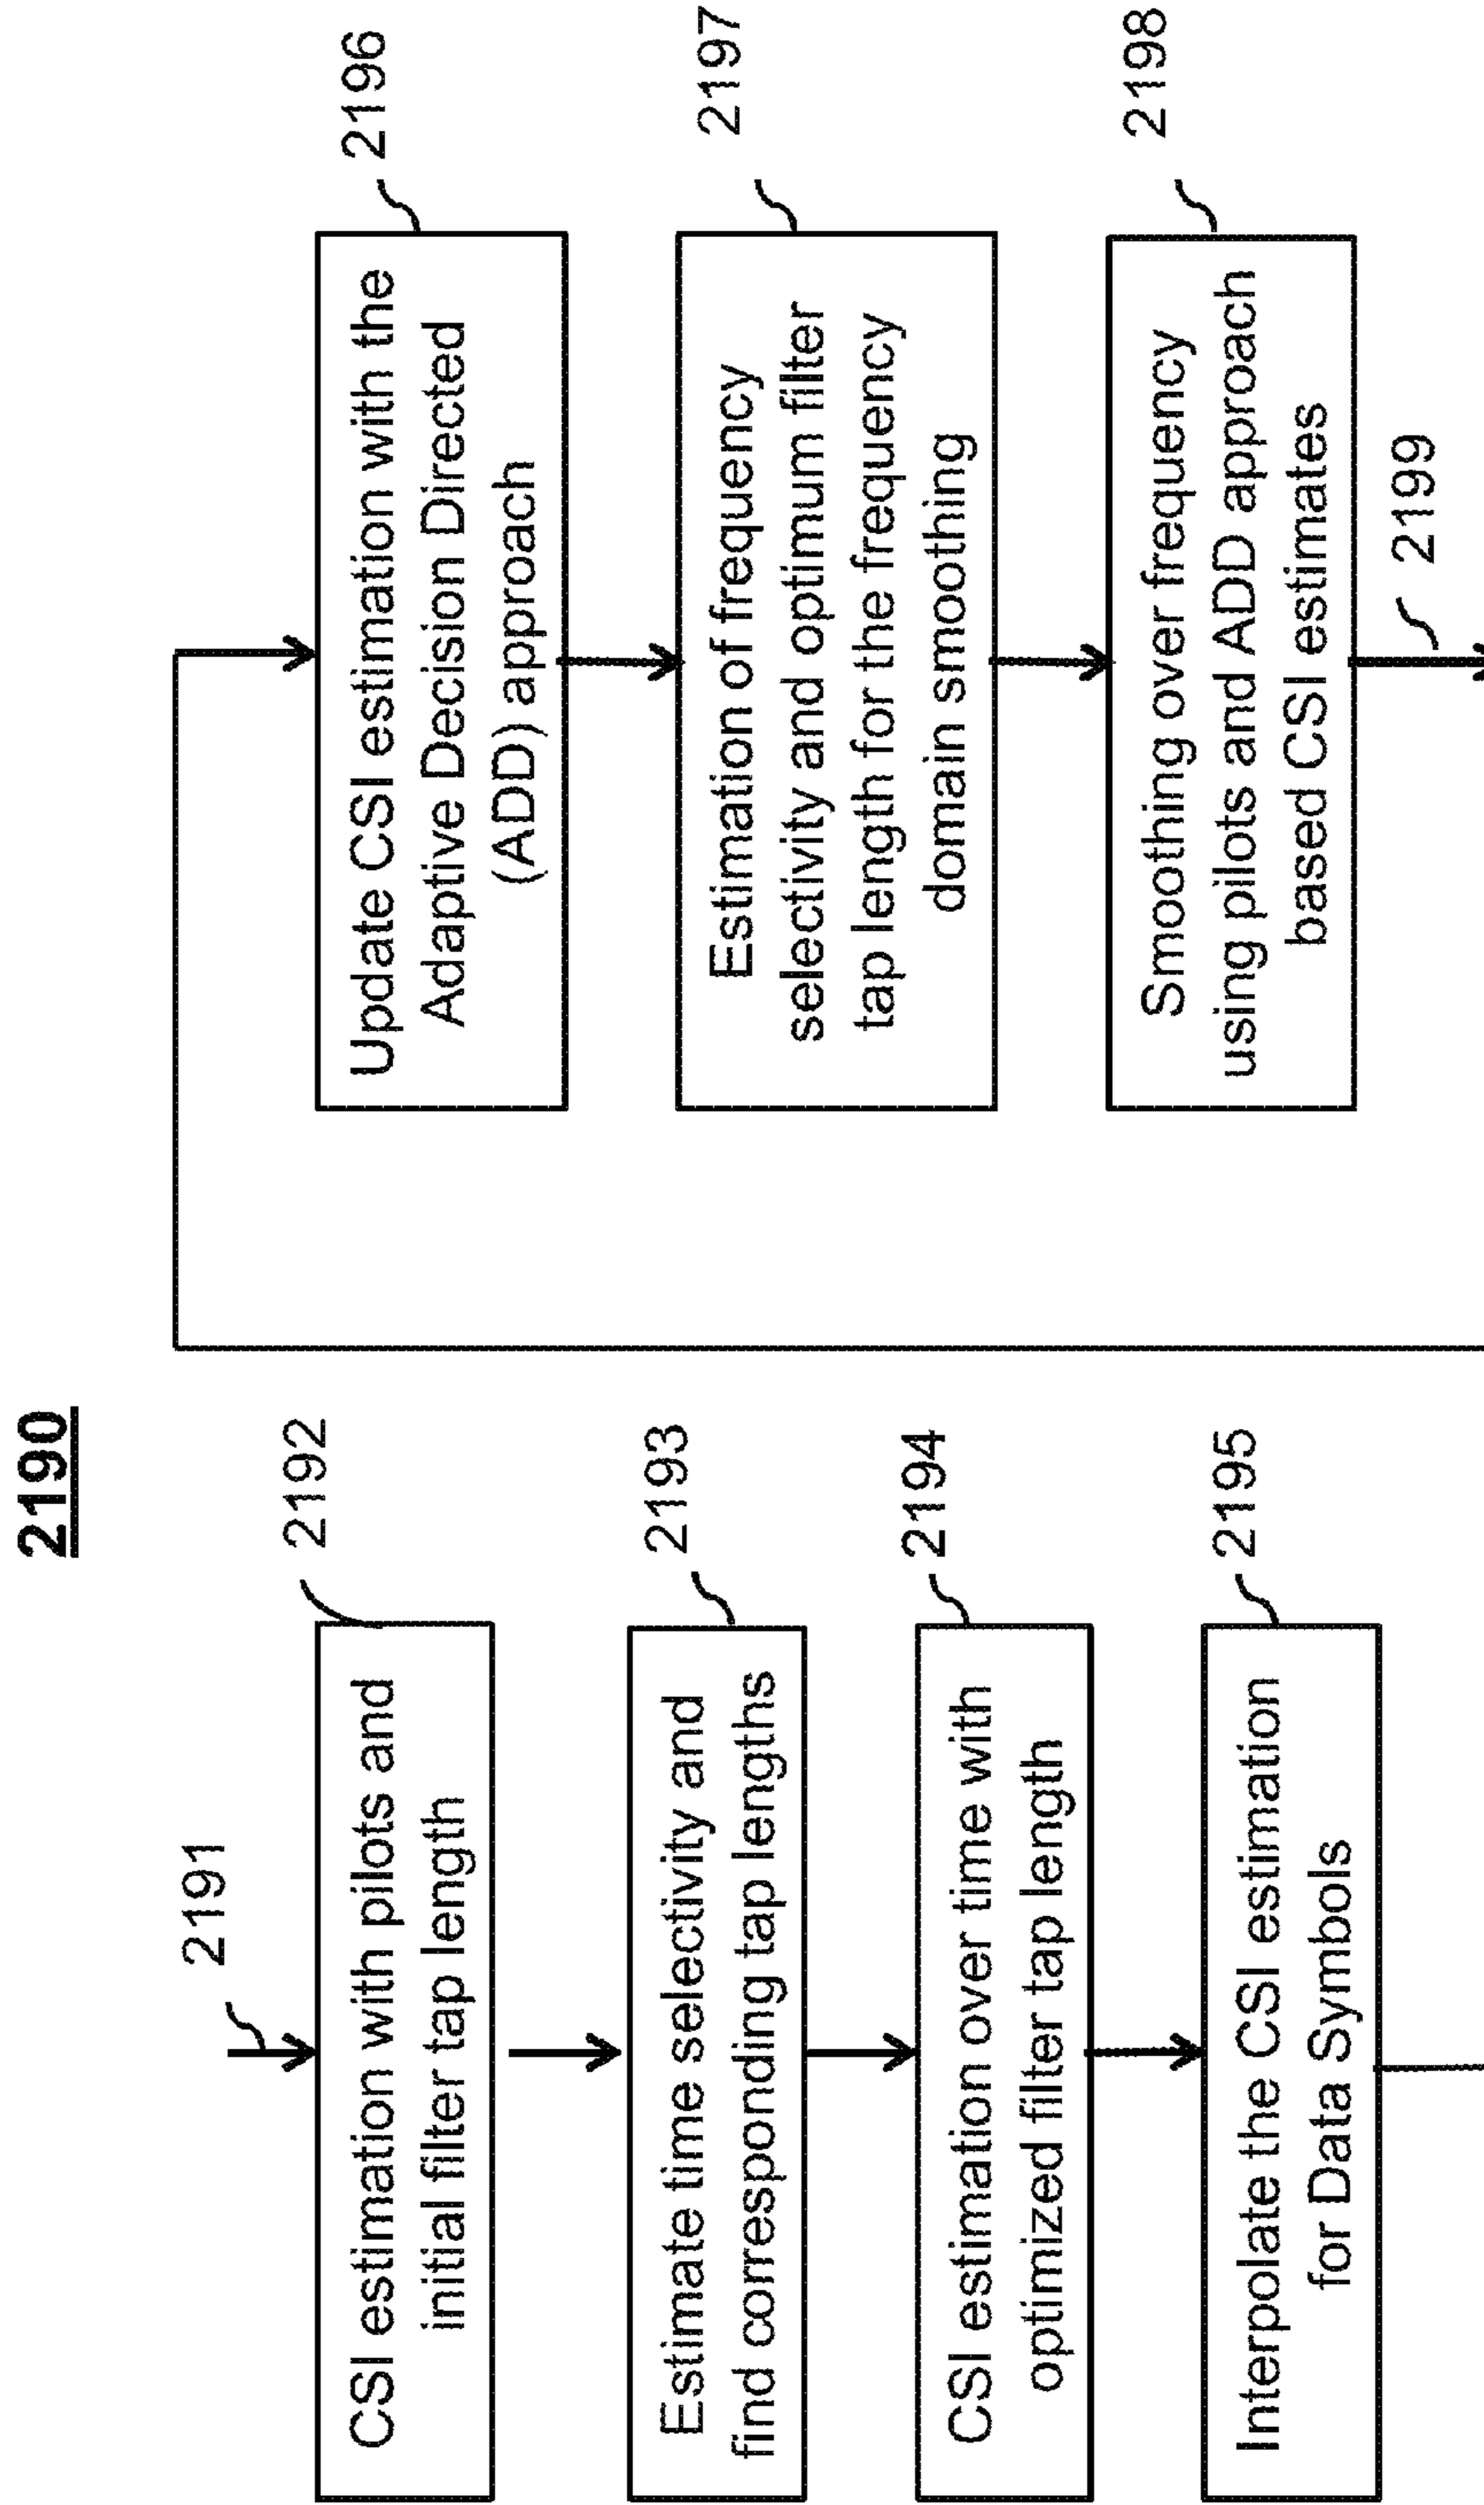 2190
2191
2192
CSI estimation with pilots and
initial filter tap length
2193
Estimate time selectivity and
find corresponding tap lengths
2194
CSI estimation over time with
optimized filter tap length
2195
Interpolate the CSI estimation
for Data Symbols
2196
Update CSI estimation with the
Adaptive Decision Directed
(ADD) approach
2197
Estimation of frequency
selectivity and optimum filter
tap length for the frequency
domain smoothing
2198
Smoothing over frequency
using pilots and ADD approach
based CSI estimates
2199